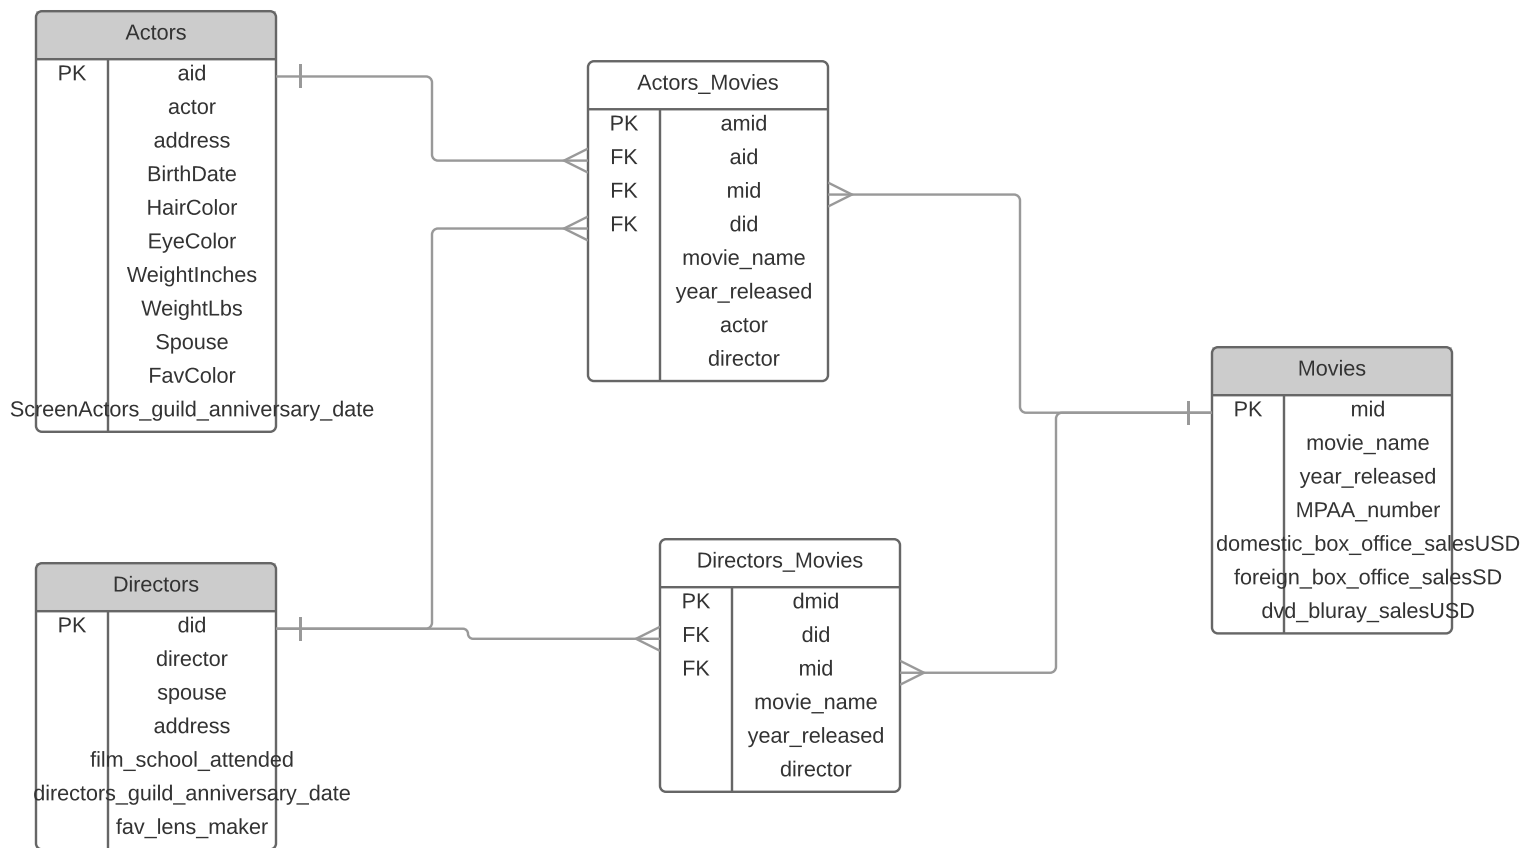 Actors
PK aid
actor
address
BirthDate
HairColor
EyeColor
WeightInches
WeightLbs
Spouse
FavColor
ScreenActors_guild_anniversary_date
Actors_Movies
PK amid
FK aid
FK mid
FK did
movie_name
year_released
actor
director
Movies
PK mid
movie_name
year_released
MPAA_number
domestic_box_office_salesUSD
foreign_box_office_salesSD
dvd_bluray_salesUSD
Directors
PK did
director
spouse
address
film_school_attended
directors_guild_anniversary_date
fav_lens_maker
Directors_Movies
PK dmid
FK did
FK mid
movie_name
year_released
director